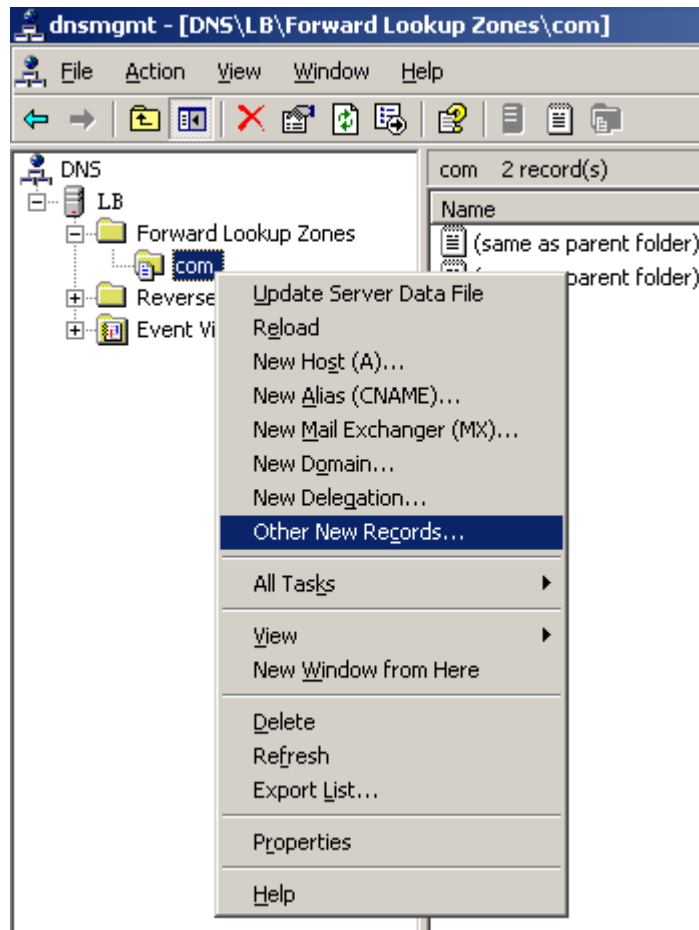 dnsmgmt - [DNS\LB\Forward Lookup Zones\com]
File Action View Window Help
DNS
LB
Forward Lookup Zones
com
Reverse
Event Vi
com 2 record(s)
Name
(same as parent folder)
parent folder)
Update Server Data File
Reload
New Host (A)...
New Alias (CNAME)...
New Mail Exchanger (MX)...
New Domain...
New Delegation...
Other New Records...
All Tasks
View
New Window from Here
Delete
Refresh
Export List...
Properties
Help